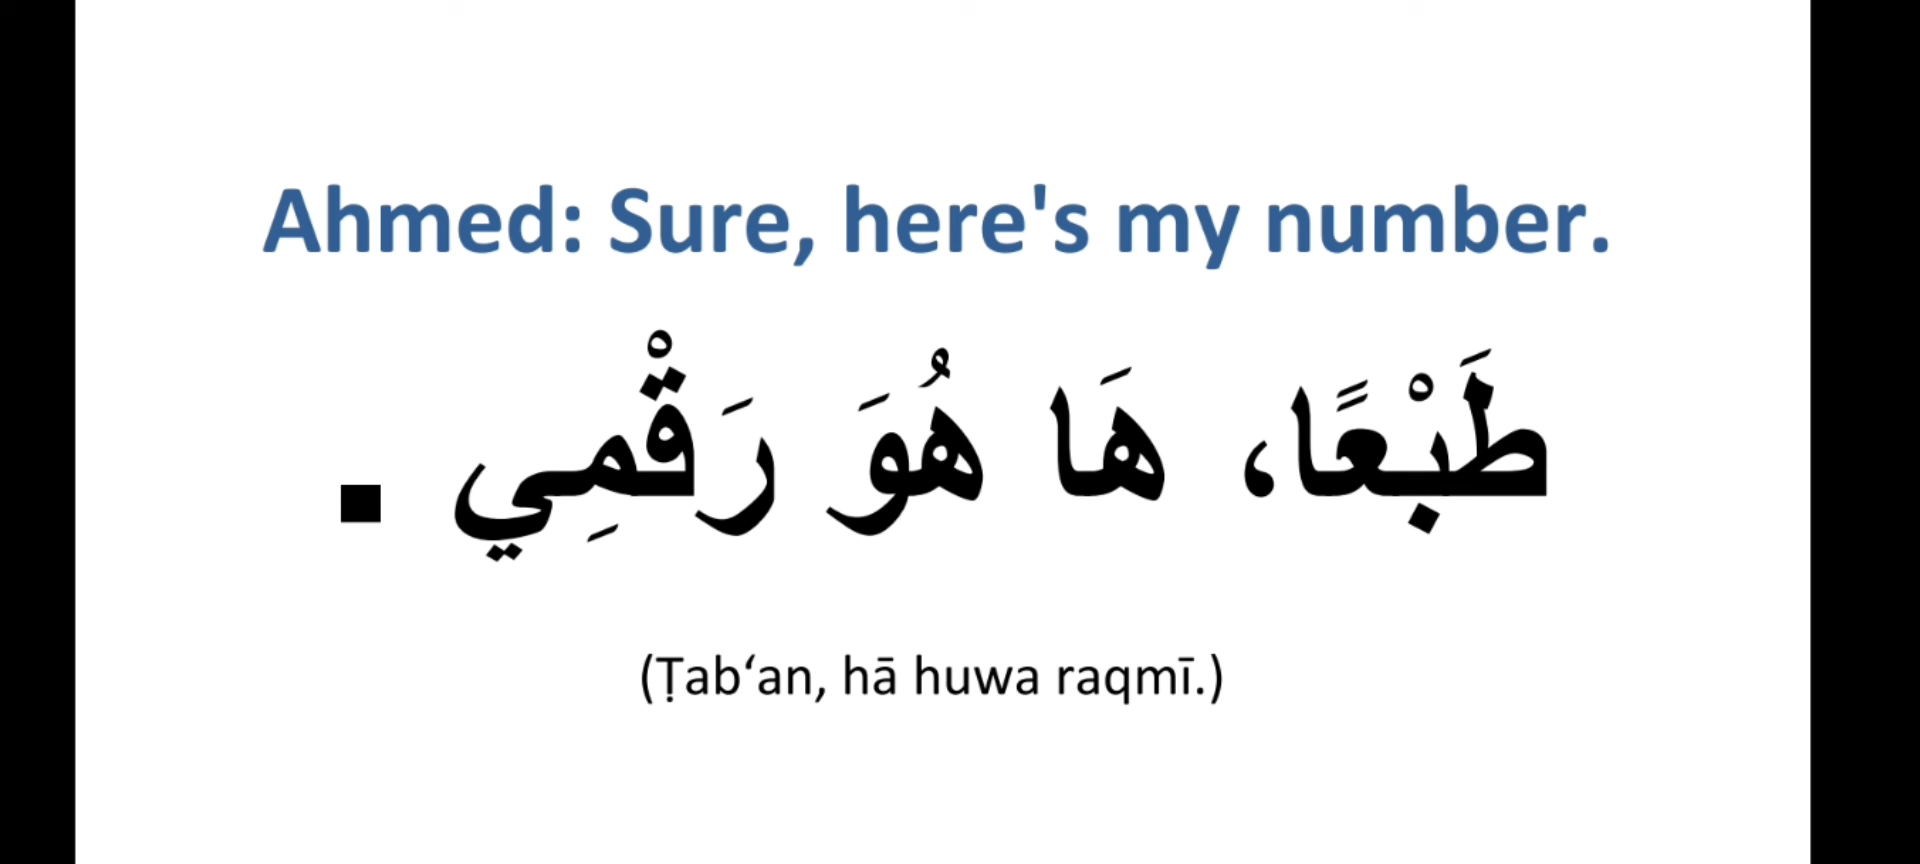 Ahmed: Sure, here's my number.
طَبْعًا، هَا هُوَ رَقْمِي .
(Ṭab‘an, hā huwa raqmī.)